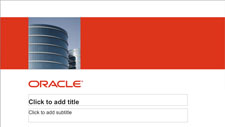 ORACLE
Click to add title
Click to add subtitle